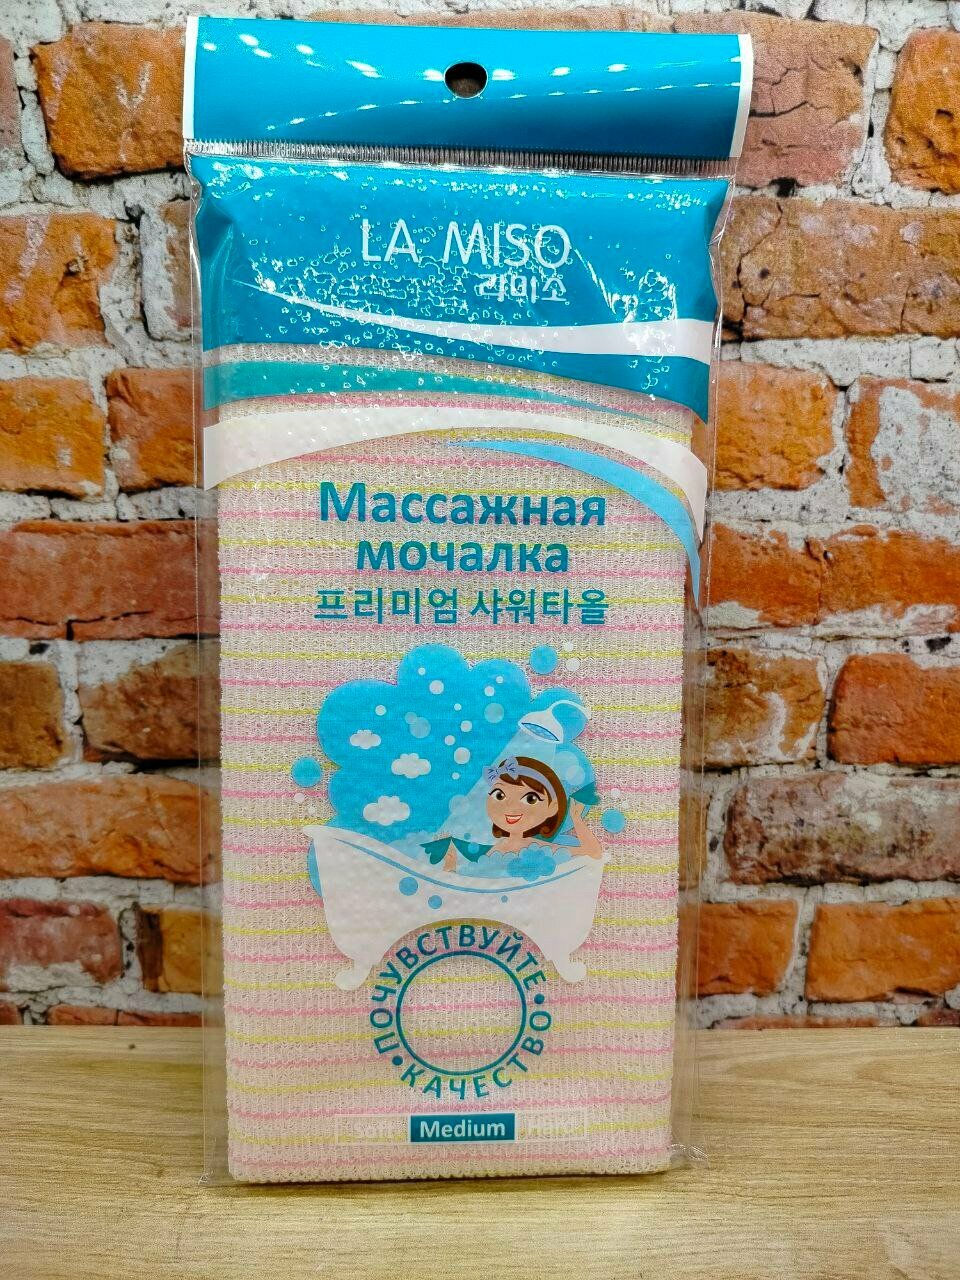 LA MISO
라미소
Массажная
мочалка
프리미엄 샤워타올
ПОЧУВСТВУЙТЕ • КАЧЕСТВО •
Soft Medium Hard